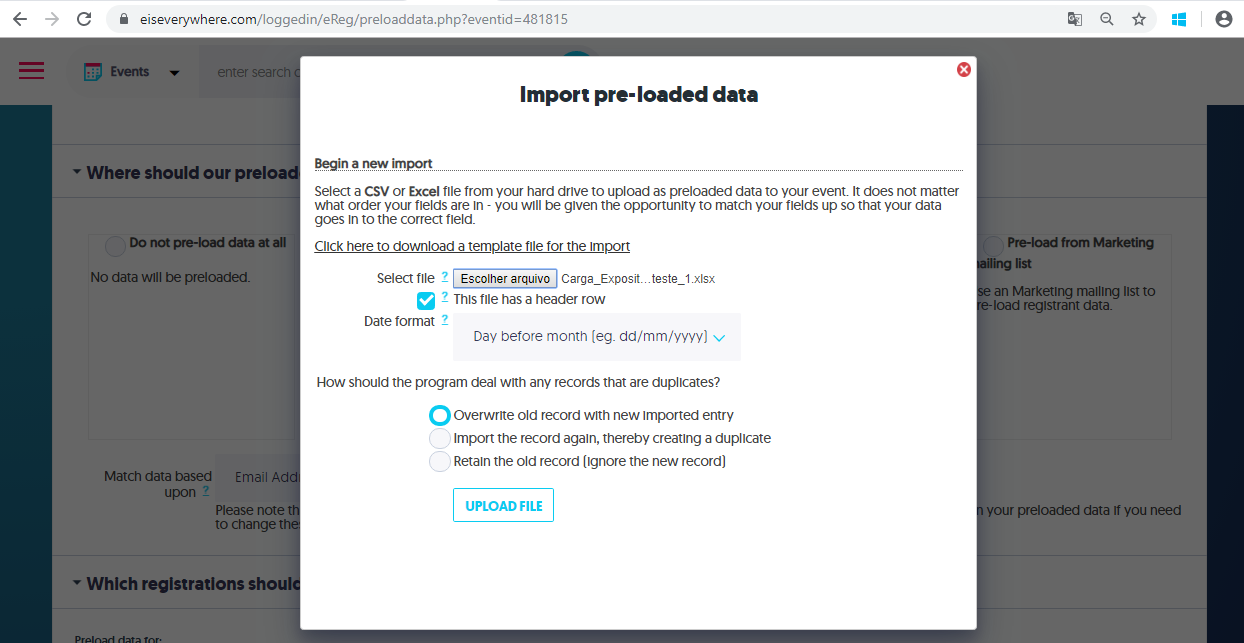 eiseverywhere.com/loggedin/eReg/preloaddata.php?eventid=481815
Events
enter search
Import pre-loaded data
Begin a new import
Select a CSV or Excel file from your hard drive to upload as preloaded data to your event. It does not matter
what order your fields are in - you will be given the opportunity to match your fields up so that your data
goes in to the correct field.
Click here to download a template file for the import
Select file ? Escolher arquivo Carga_Exposit...teste_1.xlsx
? This file has a header row
Date format ?
Day before month (eg. dd/mm/yyyy)
How should the program deal with any records that are duplicates?
Overwrite old record with new imported entry
Import the record again, thereby creating a duplicate
Retain the old record (ignore the new record)
UPLOAD FILE
Where should our preload
Do not pre-load data at all
No data will be preloaded.
Pre-load from Marketing
mailing list
an Marketing mailing list to
registrant data.
Match data based
upon ?
Email
Please note
to change
n your preloaded data if you need
Which registrations should
Preload data for: